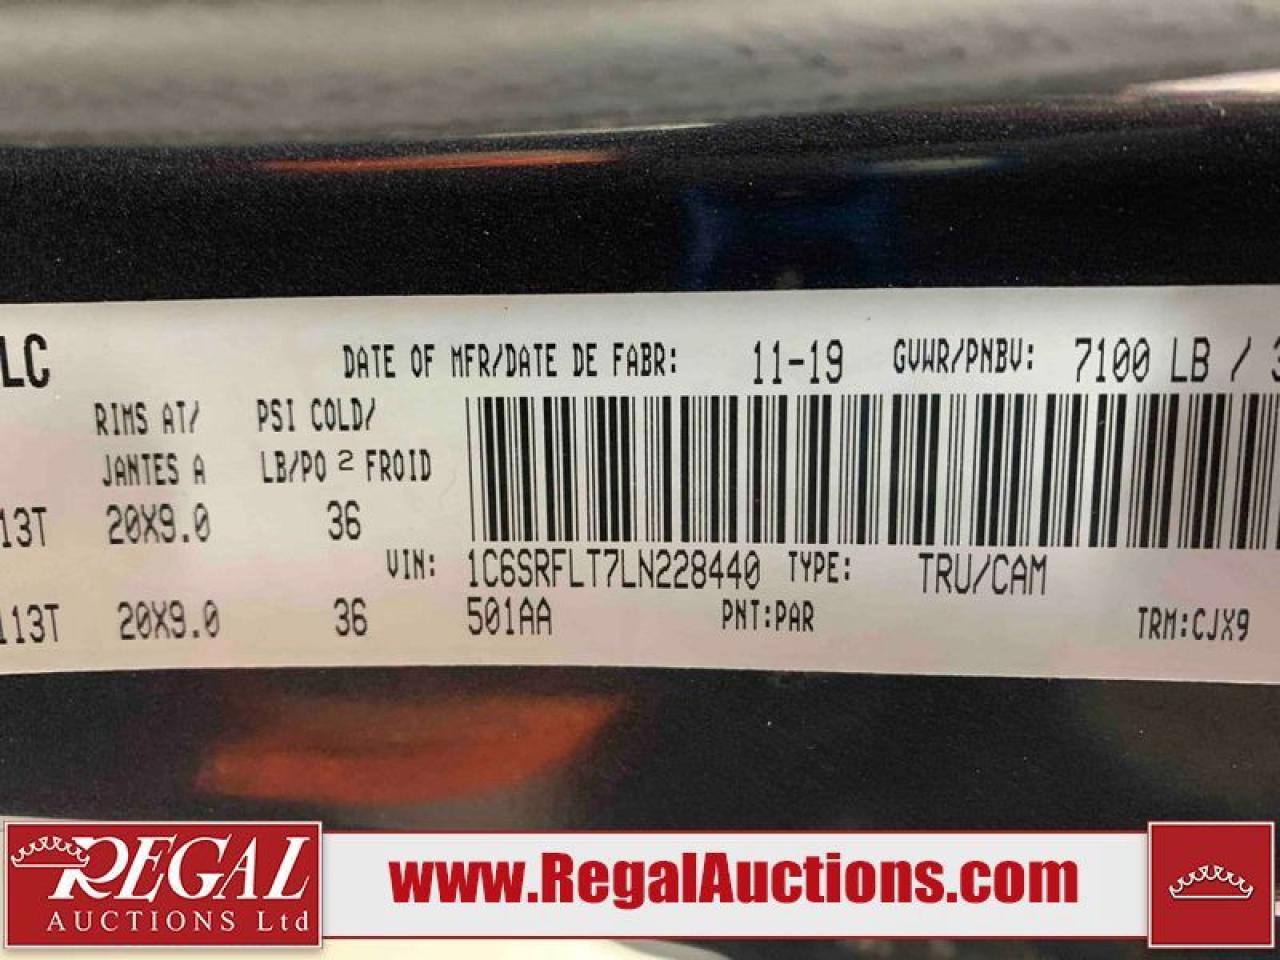 LC
DATE OF MFR/DATE DE FABR: 11-19 GVWR/PNBV: 7100 LB / 3
RIMS AT/ PSI COLD/
JANTES A LB/PO 2 FROID
13T 20X9.0 36
VIN: 1C6SRFLT7LN228440 TYPE: TRU/CAM
113T 20X9.0 36 501AA PNT:PAR TRM:CJX9
REGAL
AUCTIONS Ltd
www.RegalAuctions.com